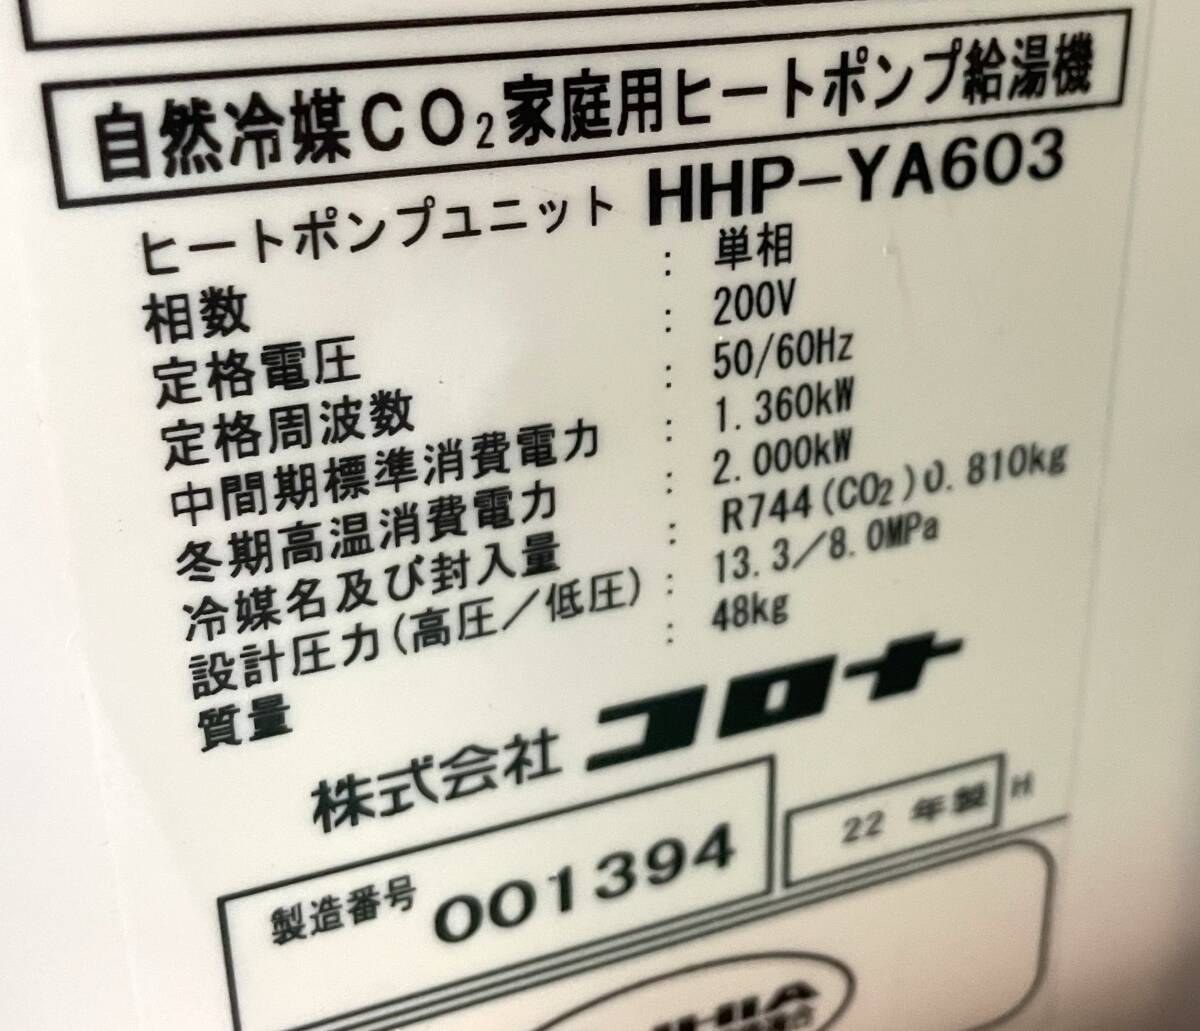 自然冷媒CO₂家庭用ヒートポンプ給湯機
ヒートポンプユニット HHP-YA603
相数 : 単相
定格電圧 : 200V
定格周波数 : 50/60Hz
中間期標準消費電力 : 1.360kW
冬期高温消費電力 : 2.000kW
冷媒名及び封入量 : R744(CO₂)0.810kg
設計圧力(高圧/低圧) : 13.3/8.0MPa
質量 : 48kg
株式会社 コロナ
製造番号 001394
22 年製 H